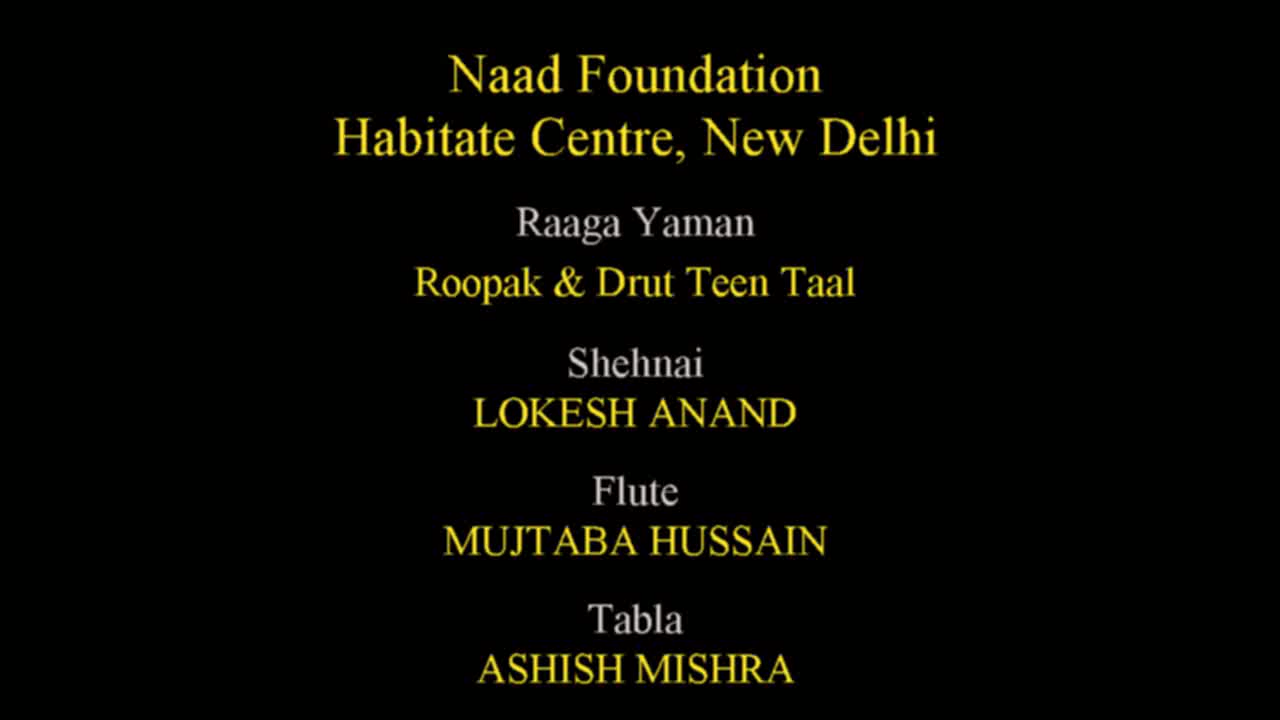 Naad Foundation
Habitate Centre, New Delhi
Raaga Yaman
Roopak & Drut Teen Taal
Shehnai
LOKESH ANAND
Flute
MUJTABA HUSSAIN
Tabla
ASHISH MISHRA